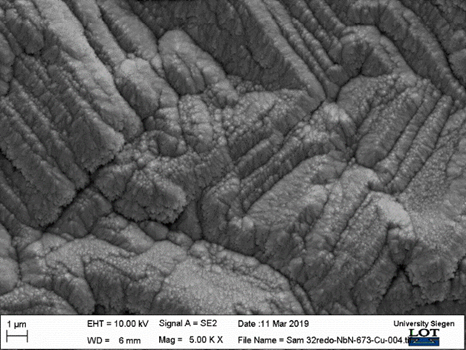 1 µm EHT = 10.00 kV Signal A = SE2 Date :11 Mar 2019 University Siegen
WD = 6 mm Mag = 5.00 K X File Name = Sam 32redo-NbN-673-Cu-004.
LOT